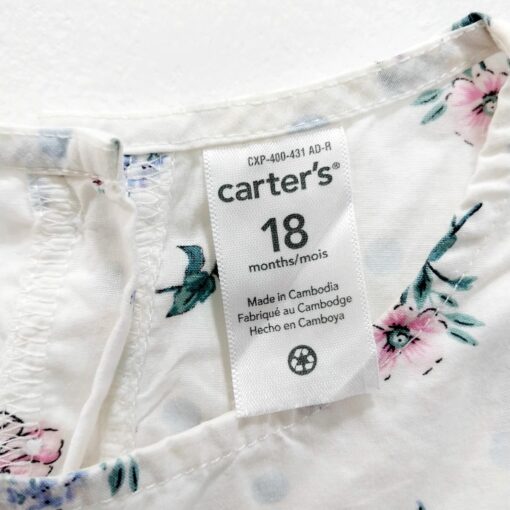 CXP-400-431 AD-R
carter's®
18
months/mois
Made in Cambodia
Fabriqué au Cambodge
Hecho en Camboya